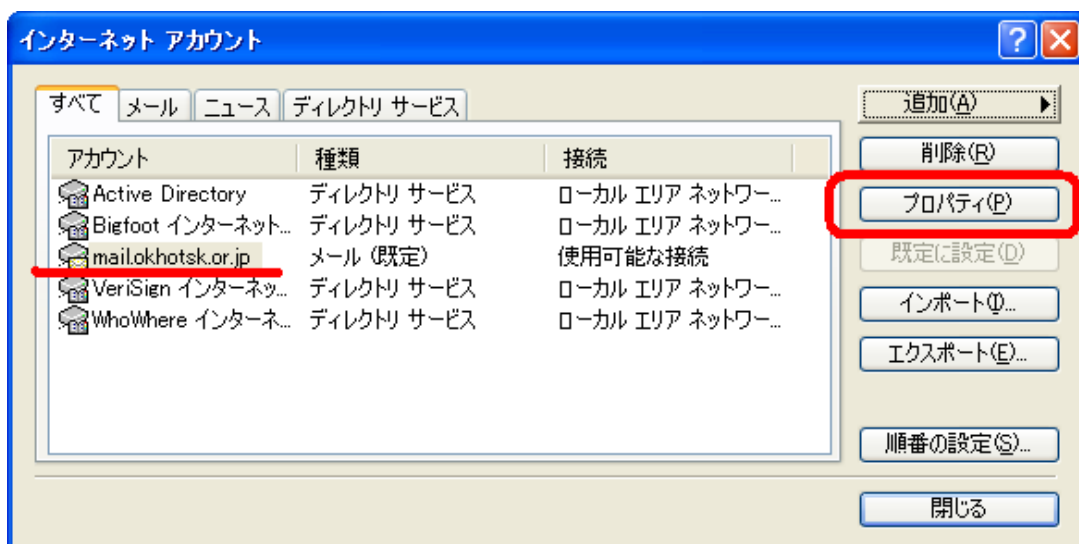 インターネット アカウント
すべて メール ニュース ディレクトリ サービス
追加(A)
アカウント 種類 接続
削除(R)
Active Directory ディレクトリ サービス ローカル エリア ネットワー...
プロパティ(P)
Bigfoot インターネット... ディレクトリ サービス ローカル エリア ネットワー...
mail.okhotsk.or.jp メール (既定) 使用可能な接続
既定に設定(D)
VeriSign インターネッ... ディレクトリ サービス ローカル エリア ネットワー...
インポート(I)...
WhoWhere インターネ... ディレクトリ サービス ローカル エリア ネットワー...
エクスポート(E)...
順番の設定(S)...
閉じる